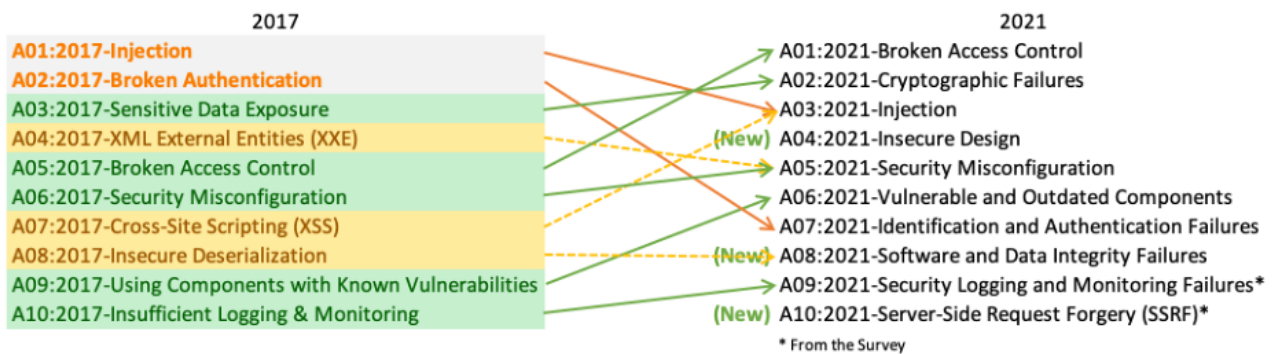 2017 2021
A01:2017-Injection A01:2021-Broken Access Control
A02:2017-Broken Authentication A02:2021-Cryptographic Failures
A03:2017-Sensitive Data Exposure A03:2021-Injection
A04:2017-XML External Entities (XXE) (New) A04:2021-Insecure Design
A05:2017-Broken Access Control A05:2021-Security Misconfiguration
A06:2017-Security Misconfiguration A06:2021-Vulnerable and Outdated Components
A07:2017-Cross-Site Scripting (XSS) A07:2021-Identification and Authentication Failures
A08:2017-Insecure Deserialization (New) A08:2021-Software and Data Integrity Failures
A09:2017-Using Components with Known Vulnerabilities A09:2021-Security Logging and Monitoring Failures*
A10:2017-Insufficient Logging & Monitoring (New) A10:2021-Server-Side Request Forgery (SSRF)*
* From the Survey